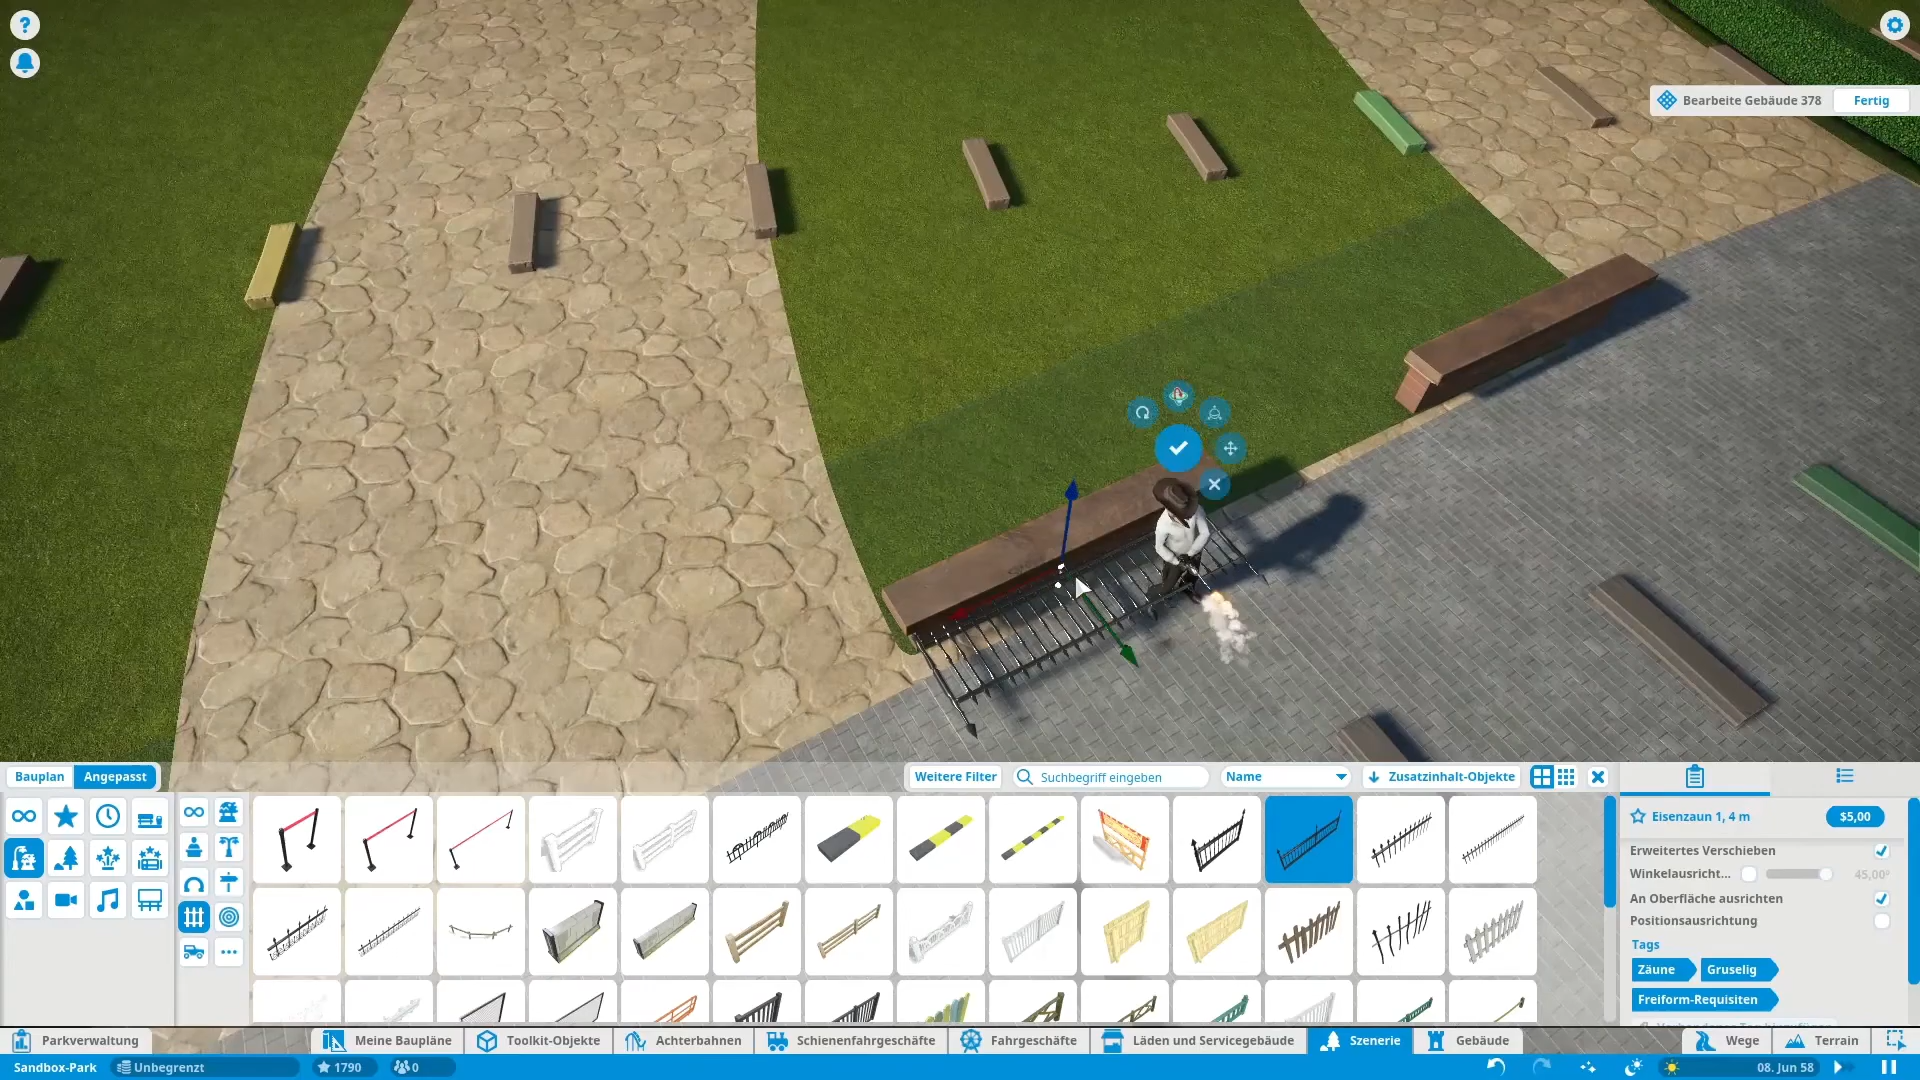 ?
Bearbeite Gebäude 378
Fertig
Bauplan
Angepasst
Weitere Filter
Suchbegriff eingeben
Name
Zusatzinhalt-Objekte
Eisenzaun 1, 4 m
$5,00
Erweitertes Verschieben
Winkelausricht...
45,00°
An Oberfläche ausrichten
Positionsausrichtung
Tags
Zäune
Gruselig
Freiform-Requisiten
Parkverwaltung
Meine Baupläne
Toolkit-Objekte
Achterbahnen
Schienenfahrgeschäfte
Fahrgeschäfte
Läden und Servicegebäude
Szenerie
Gebäude
Wege
Terrain
Sandbox-Park
Unbegrenzt
1790
0
08. Jun 58